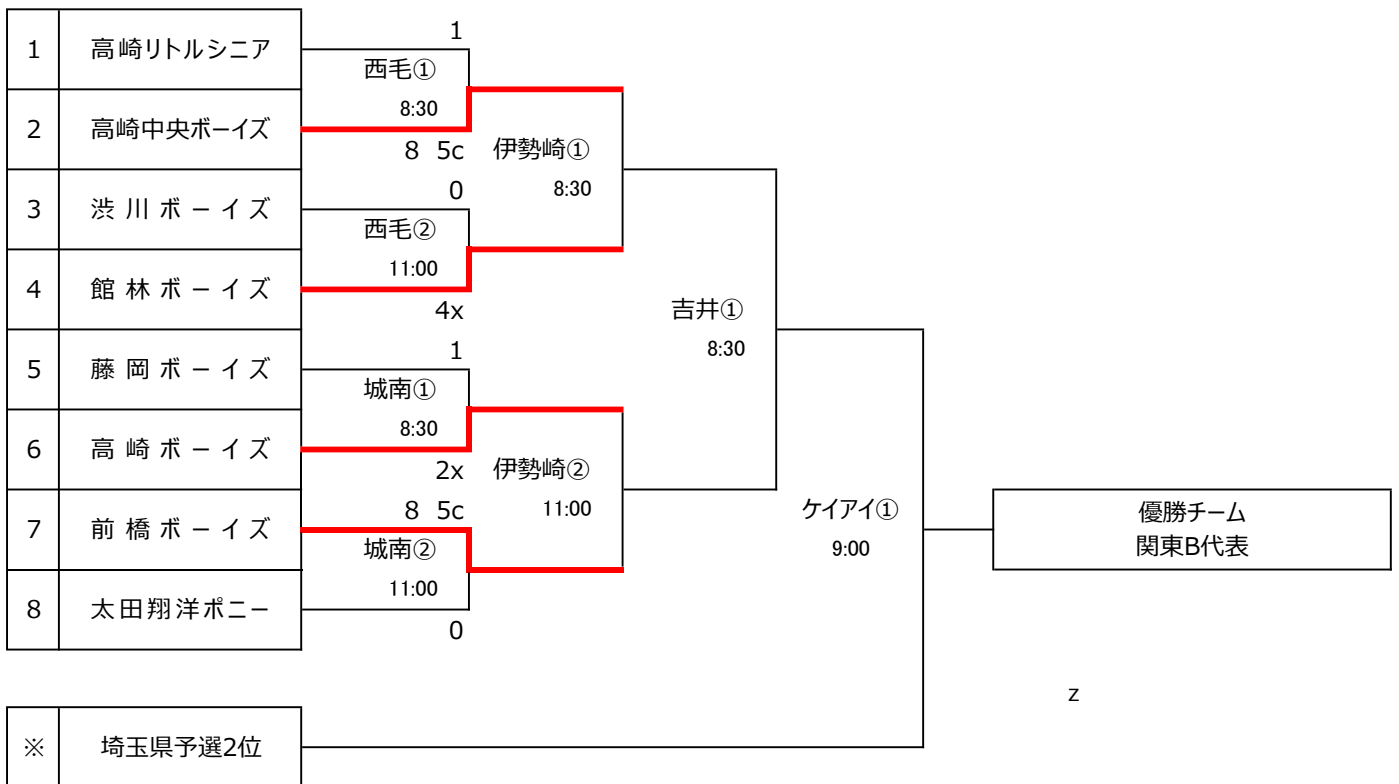 1 高崎リトルシニア
1
西毛①
8:30
2 高崎中央ボーイズ
8 5c
伊勢崎①
8:30
0
3 渋川ボーイズ
西毛②
11:00
4 館林ボーイズ
4x
吉井①
8:30
1
5 藤岡ボーイズ
城南①
8:30
6 高崎ボーイズ
2x
伊勢崎②
11:00
8 5c
7 前橋ボーイズ
城南②
11:00
8 太田翔洋ポニー
0
ケイアイ①
9:00
優勝チーム
関東B代表
z
※ 埼玉県予選2位